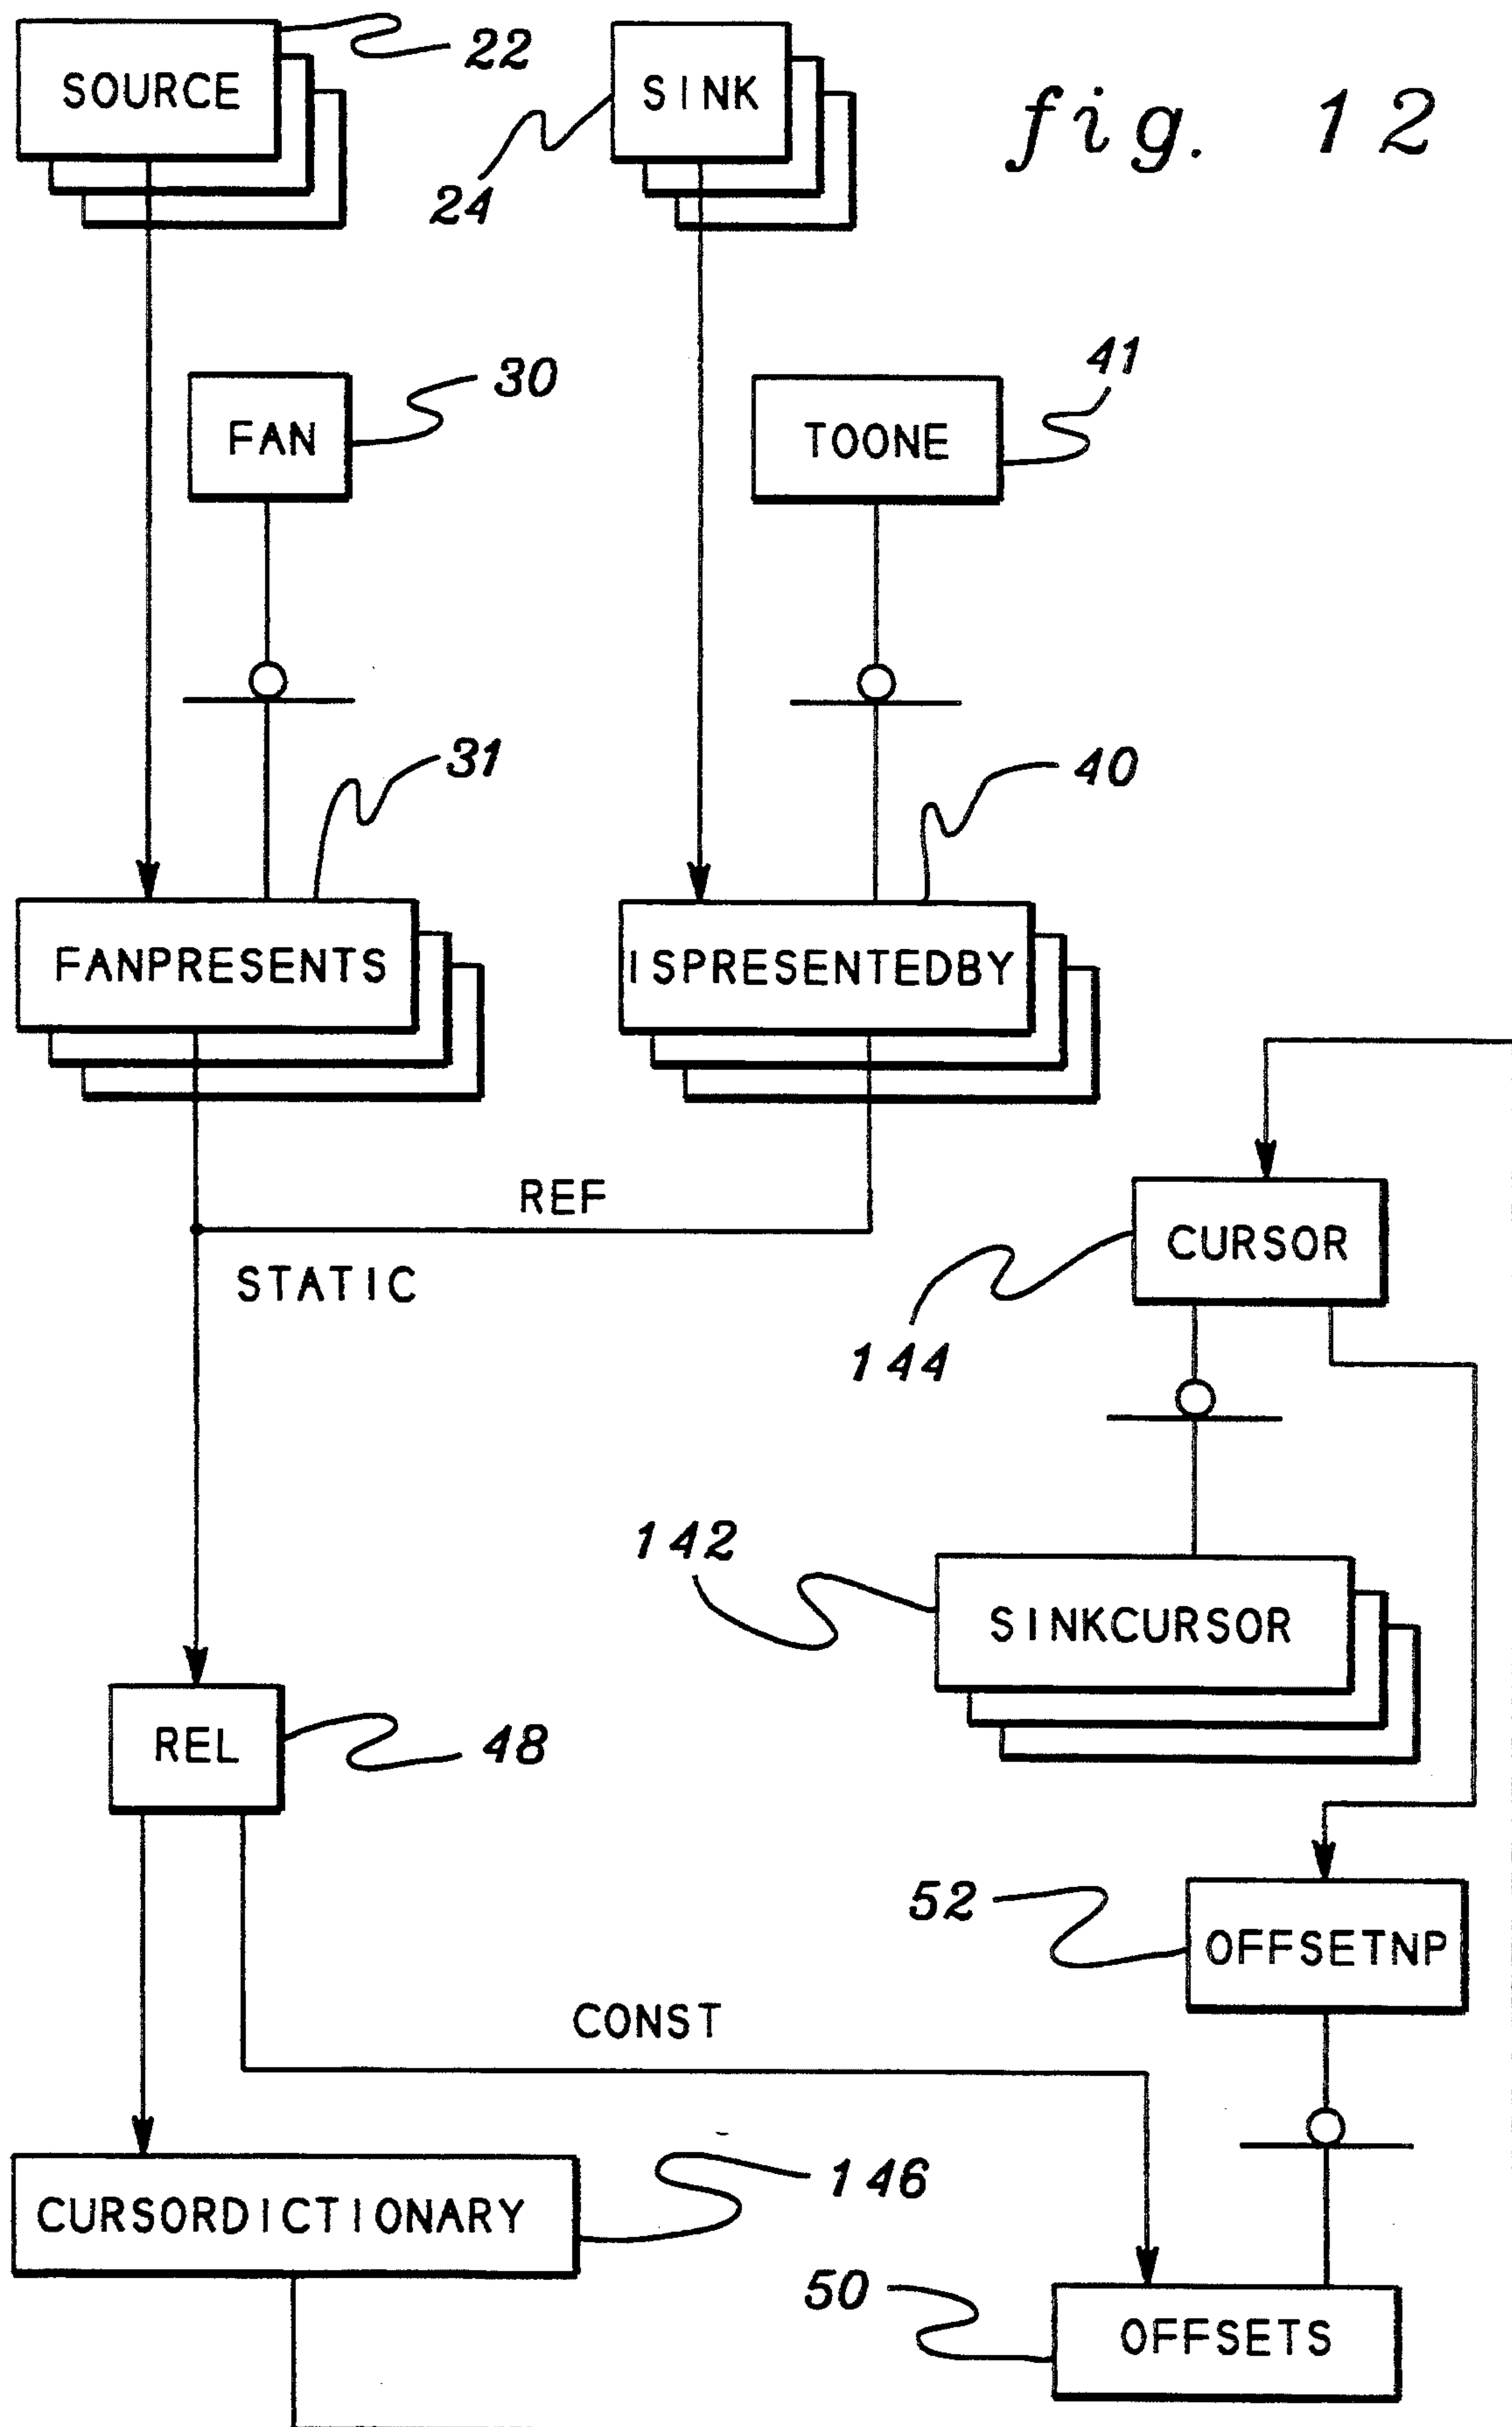 22
SOURCE
SINK
fig. 12
24
41
30
FAN
TOONE
31
40
FANPRESENTS
ISPRESENTEDBY
REF
CURSOR
STATIC
144
142
SINKCURSOR
REL
48
52
OFFSETNP
CONST
146
CURSORDICTIONARY
50
OFFSETS